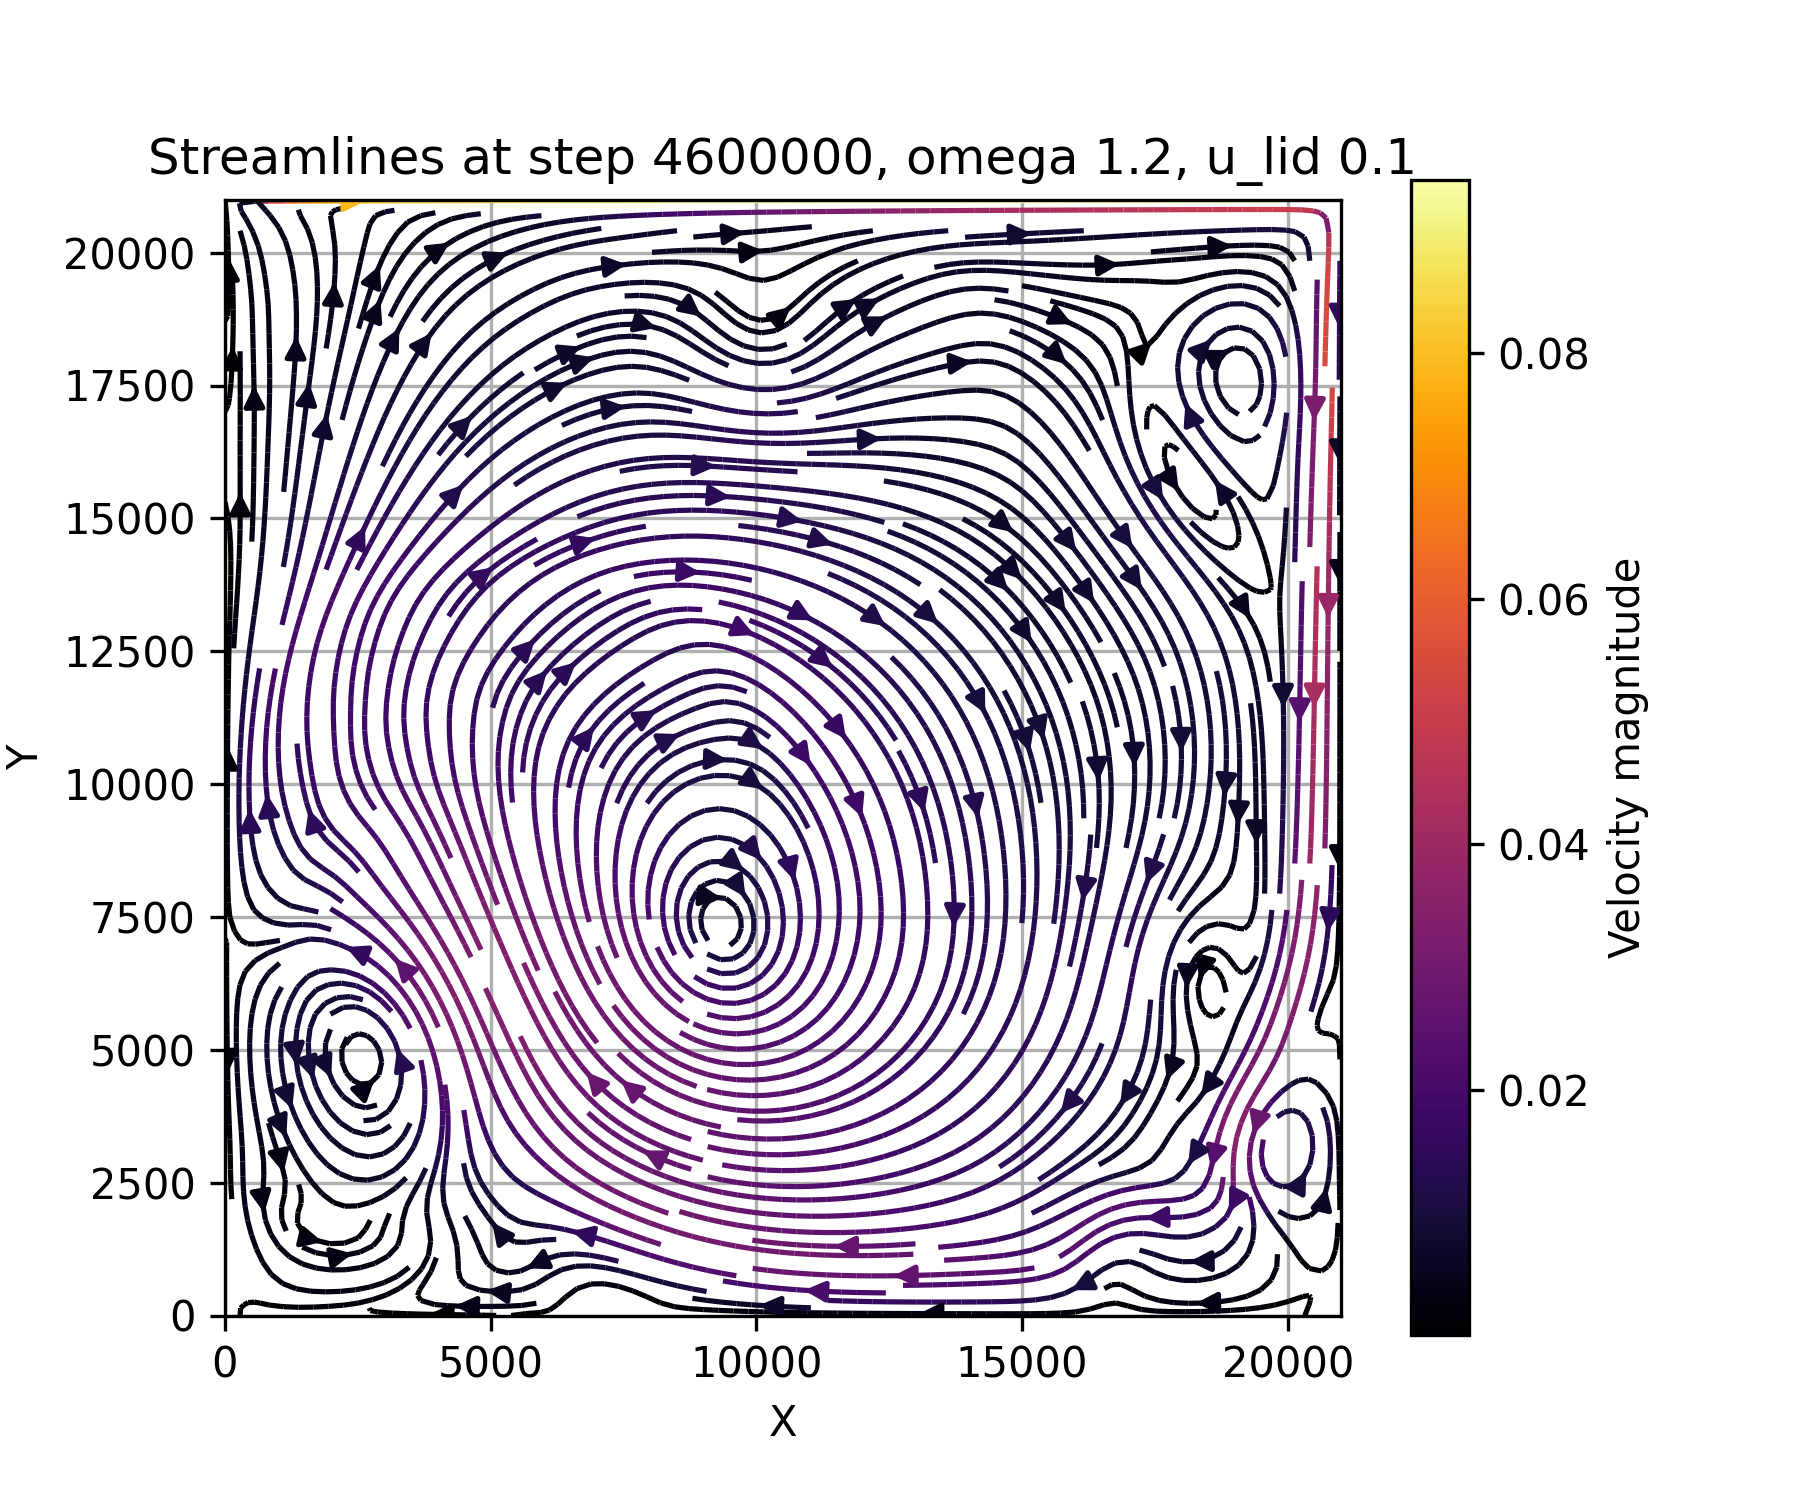 Streamlines at step 4600000, omega 1.2, u_lid 0.1
20000
17500
15000
12500
10000
7500
5000
2500
0
Y
0 5000 10000 15000 20000
X
0.08
0.06
0.04
0.02
Velocity magnitude